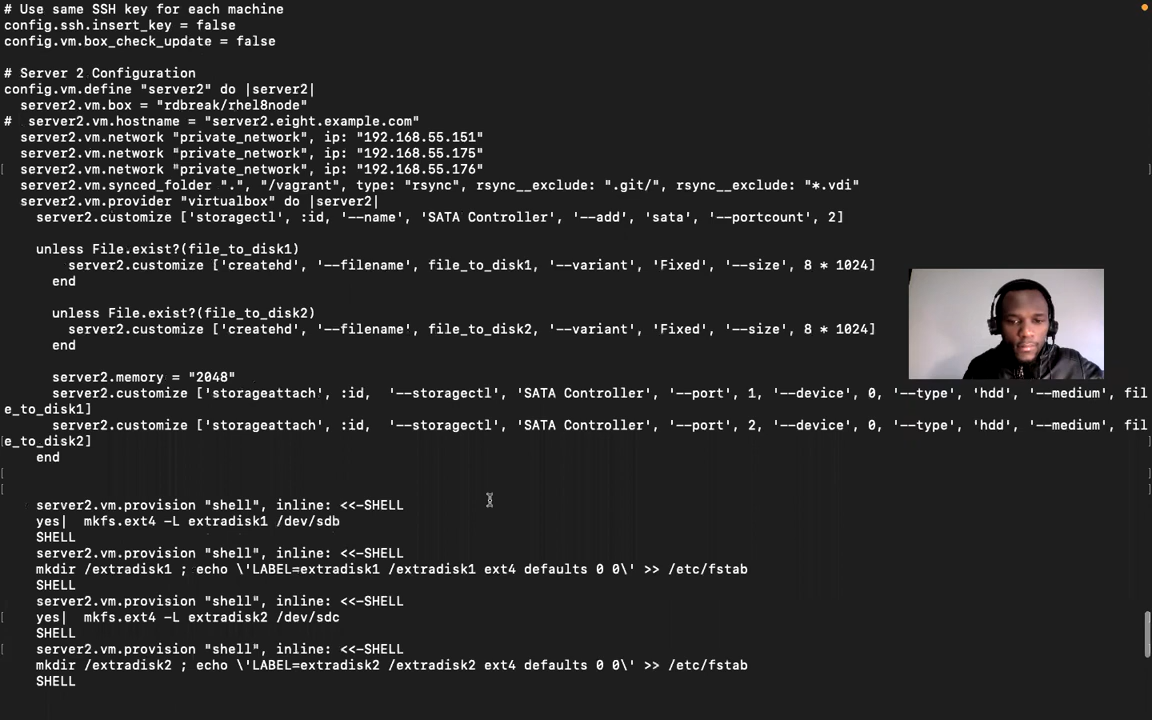 # Use same SSH key for each machine
config.ssh.insert_key = false
config.vm.box_check_update = false
# Server 2 Configuration
config.vm.define "server2" do |server2|
server2.vm.box = "rdbreak/rhel8node"
#  server2.vm.hostname = "server2.eight.example.com"
server2.vm.network "private_network", ip: "192.168.55.151"
server2.vm.network "private_network", ip: "192.168.55.175"
server2.vm.network "private_network", ip: "192.168.55.176"
server2.vm.synced_folder ".", "/vagrant", type: "rsync", rsync__exclude: ".git/", rsync__exclude: "*.vdi"
server2.vm.provider "virtualbox" do |server2|
server2.customize ['storagectl', :id, '--name', 'SATA Controller', '--add', 'sata', '--portcount', 2]
unless File.exist?(file_to_disk1)
server2.customize ['createhd', '--filename', file_to_disk1, '--variant', 'Fixed', '--size', 8 * 1024]
end
unless File.exist?(file_to_disk2)
server2.customize ['createhd', '--filename', file_to_disk2, '--variant', 'Fixed', '--size', 8 * 1024]
end
server2.memory = "2048"
server2.customize ['storageattach', :id,  '--storagectl', 'SATA Controller', '--port', 1, '--device', 0, '--type', 'hdd', '--medium', fil
e_to_disk1]
server2.customize ['storageattach', :id,  '--storagectl', 'SATA Controller', '--port', 2, '--device', 0, '--type', 'hdd', '--medium', fil
e_to_disk2]
end
server2.vm.provision "shell", inline: <<-SHELL
yes|  mkfs.ext4 -L extradisk1 /dev/sdb
SHELL
server2.vm.provision "shell", inline: <<-SHELL
mkdir /extradisk1 ; echo \'LABEL=extradisk1 /extradisk1 ext4 defaults 0 0\' >> /etc/fstab
SHELL
server2.vm.provision "shell", inline: <<-SHELL
yes|  mkfs.ext4 -L extradisk2 /dev/sdc
SHELL
server2.vm.provision "shell", inline: <<-SHELL
mkdir /extradisk2 ; echo \'LABEL=extradisk2 /extradisk2 ext4 defaults 0 0\' >> /etc/fstab
SHELL